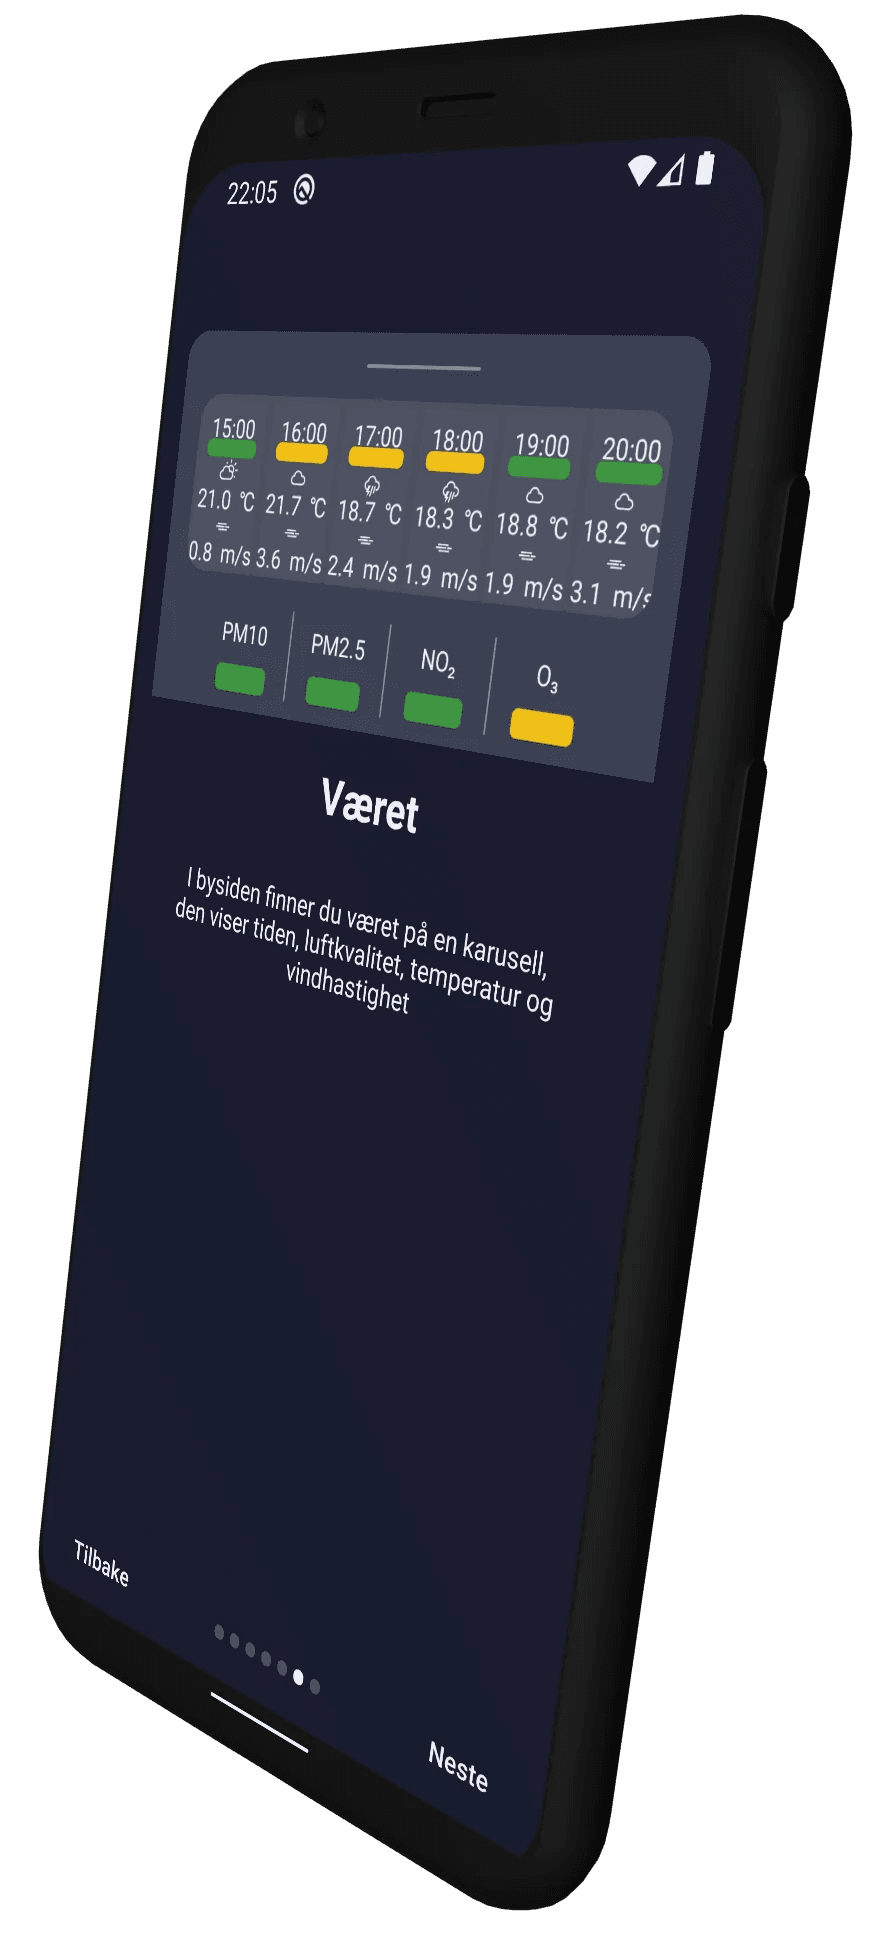 22:05
15:00 16:00 17:00 18:00 19:00 20:00
21.0 °C 21.7 °C 18.7 °C 18.3 °C 18.8 °C 18.2 °C
0.8 m/s 3.6 m/s 2.4 m/s 1.9 m/s 1.9 m/s 3.1 m/s
PM10 PM2.5 NO₂ O₃
Været
I bysiden finner du været på en karusell,
den viser tiden, luftkvalitet, temperatur og
vindhastighet
Tilbake
Neste